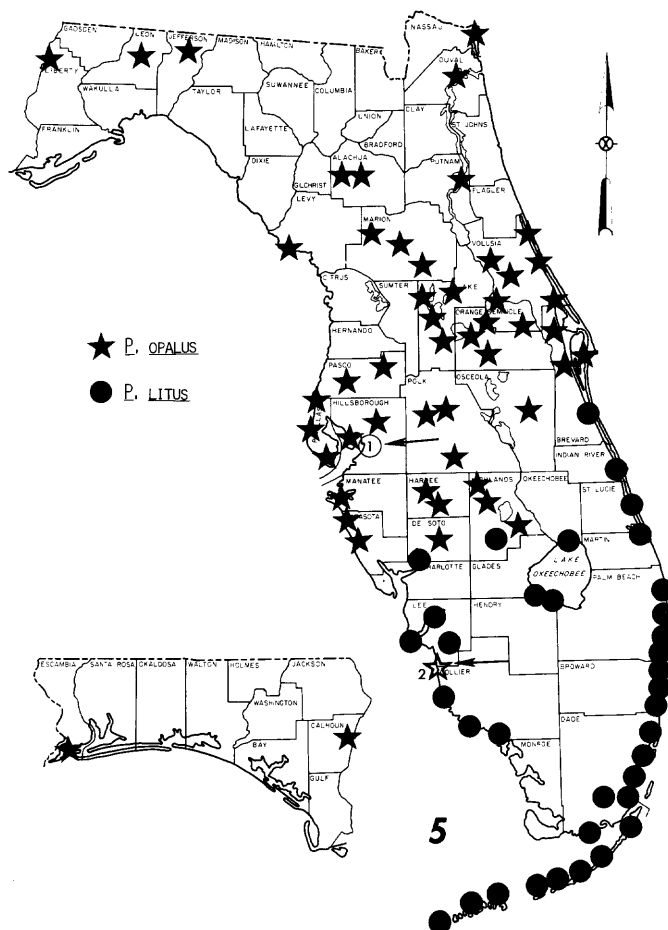 NASSAU
GADSDEN
LEON
JEFFERSON
MADISON
HAMILTON
BAKER
DUVAL
LIBERTY
WAKULLA
TAYLOR
SUWANNEE
COLUMBIA
CLAY
ST JOHNS
UNION
FRANKLIN
LAFAYETTE
BRADFORD
DIXIE
ALACHUA
PUTNAM
GILCHRIST
FLAGLER
LEVY
MARION
VOLUSIA
CITRUS
SUMTER
LAKE
ORANGE
SEMINOLE
HERNANDO
P. OPALUS
PASCO
POLK
OSCEOLA
P. LITUS
HILLSBOROUGH
1
BREVARD
INDIAN RIVER
MANATEE
HARDEE
HIGHLANDS
OKEECHOBEE
ST LUCIE
DE SOTO
MARTIN
CHARLOTTE
GLADES
LAKE
OKEECHOBEE
PALM BEACH
LEE
HENDRY
2
COLLIER
BROWARD
ESCAMBIA
SANTA ROSA
OKALOOSA
WALTON
HOLMES
JACKSON
WASHINGTON
CALHOUN
BAY
GULF
DADE
MONROE
5